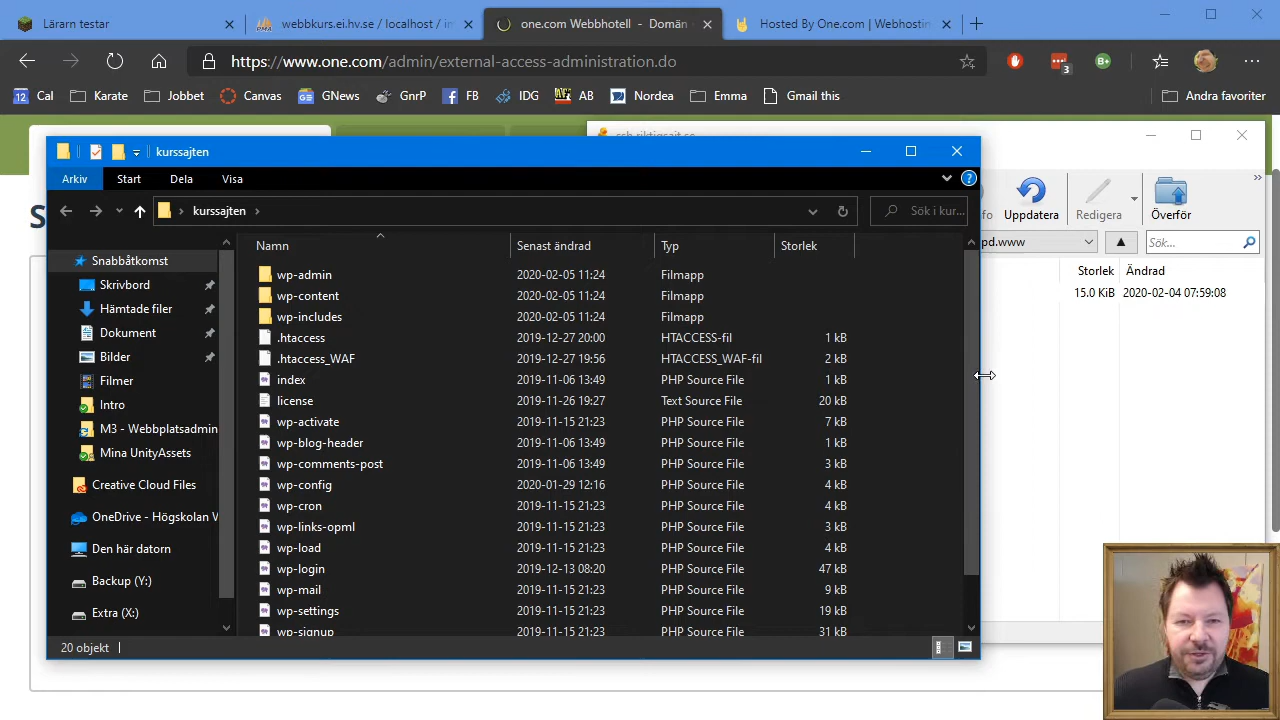 Läraren testar
webbkurs.ei.hv.se / localhost / in
one.com Webbhotell - Domän
Hosted By One.com | Webhosting
https://www.one.com/admin/external-access-administration.do
3
12 Cal
Karate
Jobbet
Canvas
GNews
GnrP
FB
IDG
AB
Nordea
Emma
Gmail this
Andra favoriter
ssh.riktigsajt.se
S
kurssajten
Arkiv
Start
Dela
Visa
Uppdatera
Redigera
Överför
kurssajten
Sök i kur...
pd.www
Sök...
Namn
Senast ändrad
Typ
Storlek
Storlek
Ändrad
15.0 KiB
2020-02-04 07:59:08
Snabbåtkomst
Skrivbord
Hämtade filer
Dokument
Bilder
Filmer
Intro
M3 - Webbplatsadmin
Mina UnityAssets
Creative Cloud Files
OneDrive - Högskolan V
Den här datorn
Backup (Y:)
Extra (X:)
wp-admin 2020-02-05 11:24 Filmapp
wp-content 2020-02-05 11:24 Filmapp
wp-includes 2020-02-05 11:24 Filmapp
.htaccess 2019-12-27 20:00 HTACCESS-fil 1 kB
.htaccess_WAF 2019-12-27 19:56 HTACCESS_WAF-fil 2 kB
index 2019-11-06 13:49 PHP Source File 1 kB
license 2019-11-26 19:27 Text Source File 20 kB
wp-activate 2019-11-15 21:23 PHP Source File 7 kB
wp-blog-header 2019-11-06 13:49 PHP Source File 1 kB
wp-comments-post 2019-11-06 13:49 PHP Source File 3 kB
wp-config 2020-01-29 12:16 PHP Source File 4 kB
wp-cron 2019-11-15 21:23 PHP Source File 4 kB
wp-links-opml 2019-11-15 21:23 PHP Source File 3 kB
wp-load 2019-11-15 21:23 PHP Source File 4 kB
wp-login 2019-12-13 08:20 PHP Source File 47 kB
wp-mail 2019-11-15 21:23 PHP Source File 9 kB
wp-settings 2019-11-15 21:23 PHP Source File 19 kB
wp-signup 2019-11-15 21:23 PHP Source File 31 kB
20 objekt